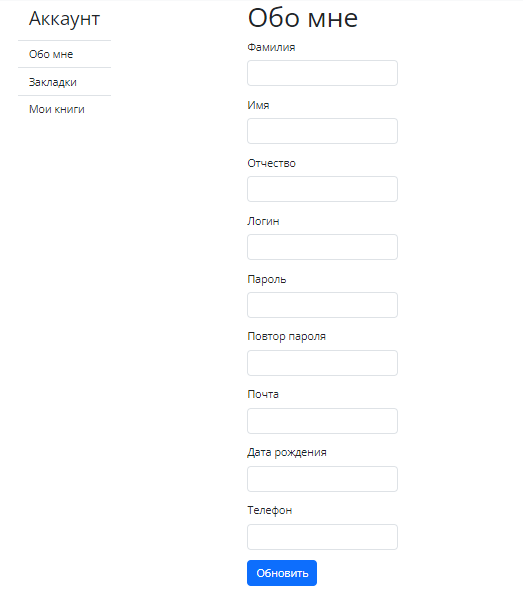 Аккаунт
Обо мне
Закладки
Мои книги
Обо мне
Фамилия
Имя
Отчество
Логин
Пароль
Повтор пароля
Почта
Дата рождения
Телефон
Обновить